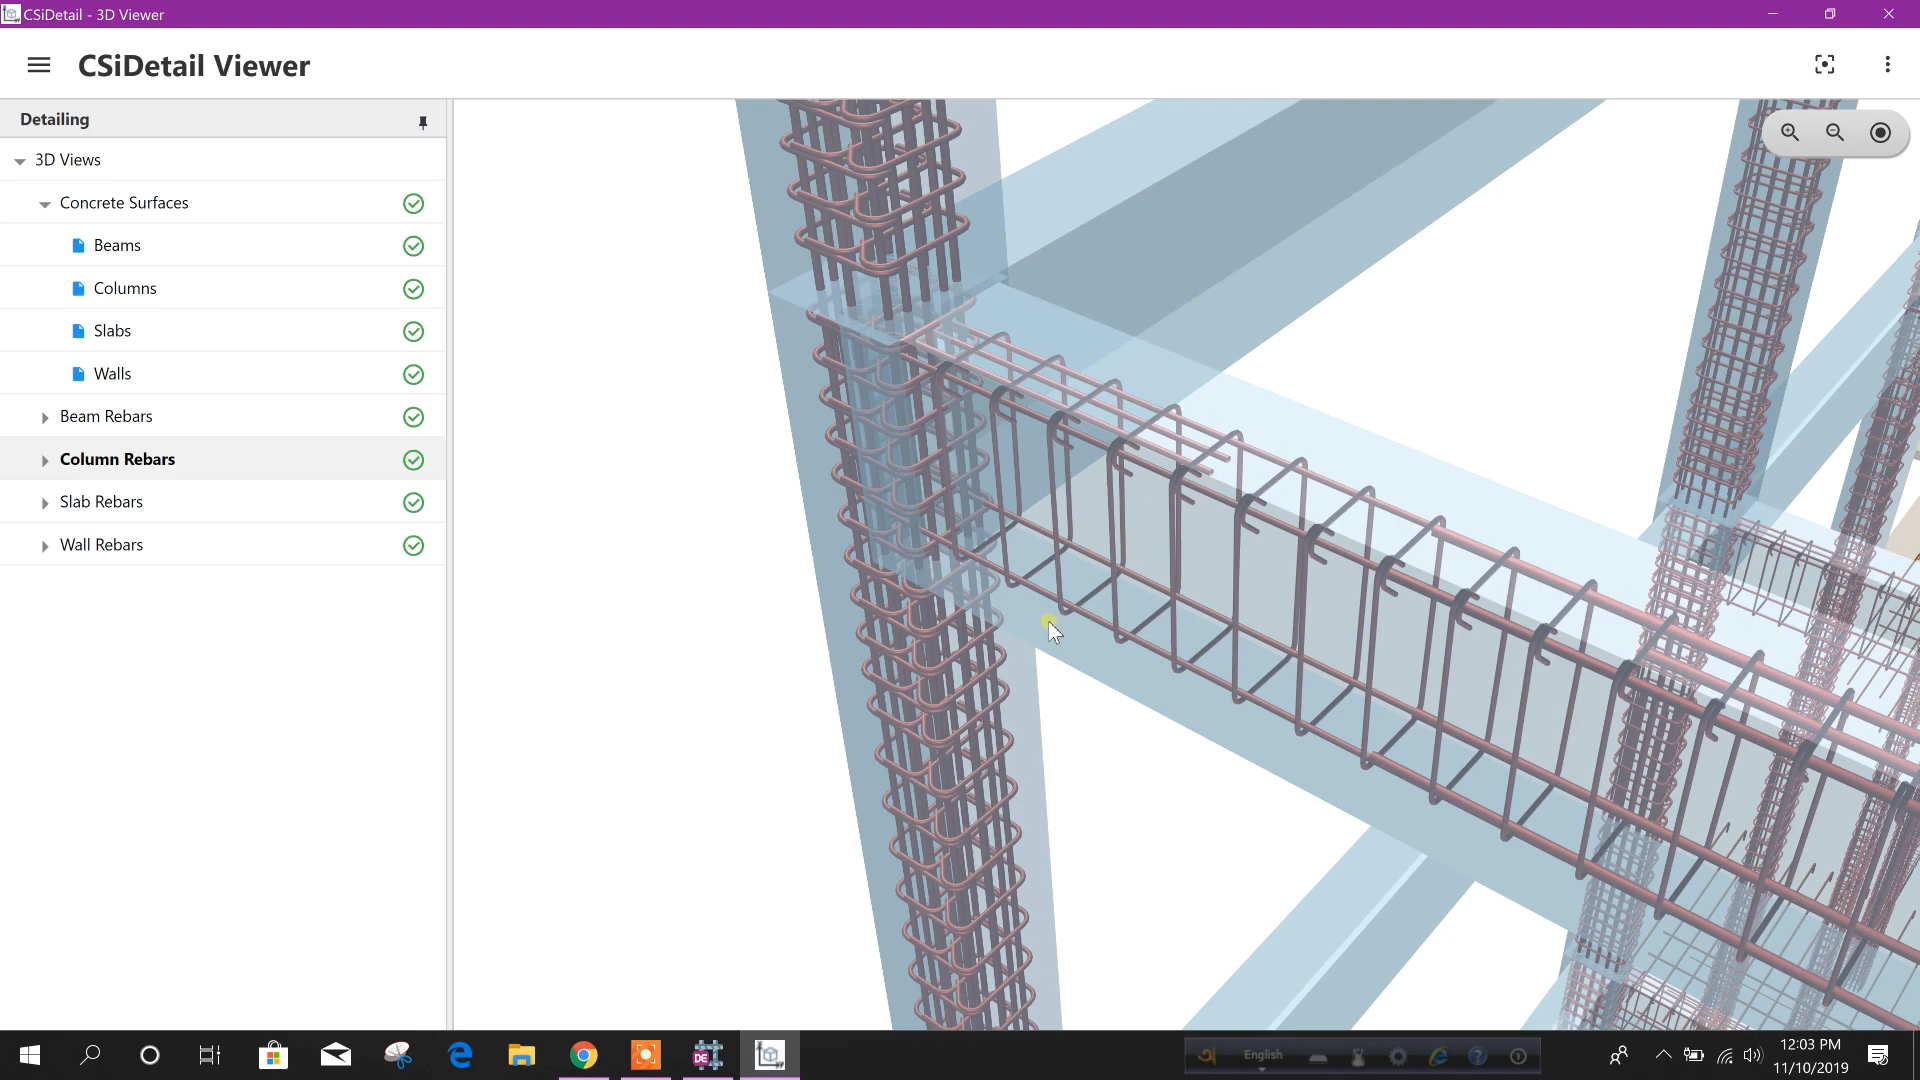 CSiDetail - 3D Viewer
CSiDetail Viewer
Detailing
3D Views
Concrete Surfaces
Beams
Columns
Slabs
Walls
Beam Rebars
Column Rebars
Slab Rebars
Wall Rebars
DE
English
12:03 PM
11/10/2019